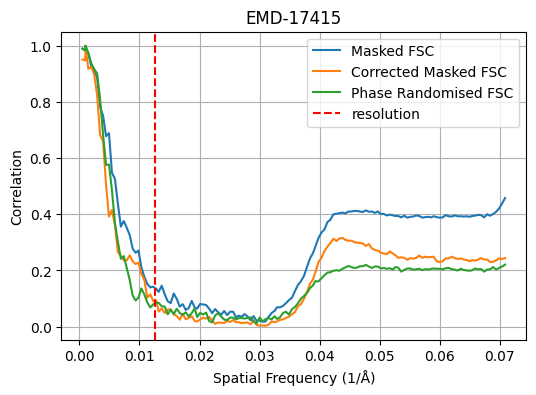 EMD-17415
Masked FSC
Corrected Masked FSC
Phase Randomised FSC
resolution
Correlation
1.0
0.8
0.6
0.4
0.2
0.0
0.00 0.01 0.02 0.03 0.04 0.05 0.06 0.07
Spatial Frequency (1/Å)